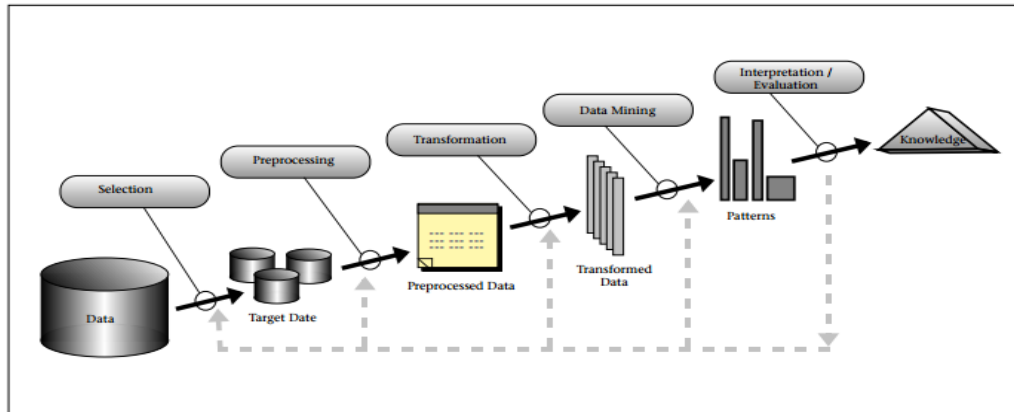 Interpretation /
Evaluation
Data Mining
Transformation
Preprocessing
Selection
Knowledge
Patterns
Transformed
Data
Preprocessed Data
Target Date
Data